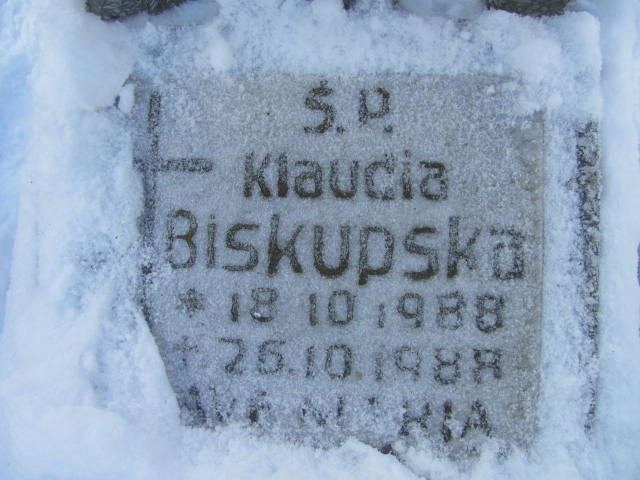 Ś.P.
Klaudia
Biskupska
* 18 10.1988
† 26.10.1988